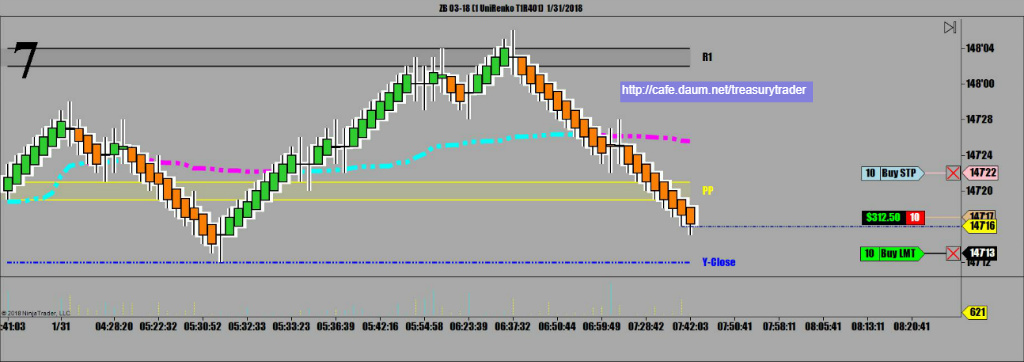 ZB 03-18 (1 UniRenko T1R401) 1/31/2018
7
R1
148'04
http://cafe.daum.net/treasurytrader
148'00
14728
14724
10 Buy STP 14722
PP
14720
$312.50 10 14717
14716
10 Buy LMT 14713
Y-Close
14712
© 2018 NinjaTrader, LLC
621
:41:03 1/31 04:28:20 05:22:32 05:30:52 05:32:33 05:33:23 05:36:39 05:42:16 05:54:58 06:23:39 06:37:32 06:50:44 06:59:49 07:28:42 07:42:03 07:50:41 07:58:11 08:05:41 08:13:11 08:20:41